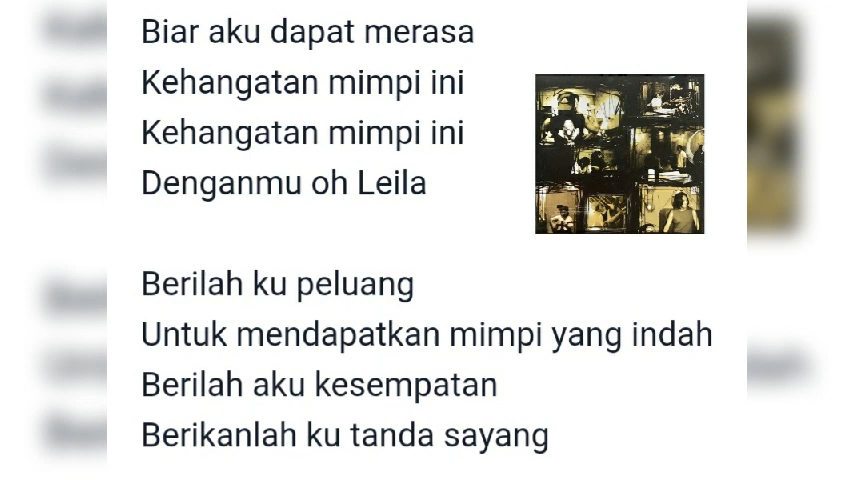 Biar aku dapat merasa
Kehangatan mimpi ini
Kehangatan mimpi ini
Denganmu oh Leila
Berilah ku peluang
Untuk mendapatkan mimpi yang indah
Berilah aku kesempatan
Berikanlah ku tanda sayang